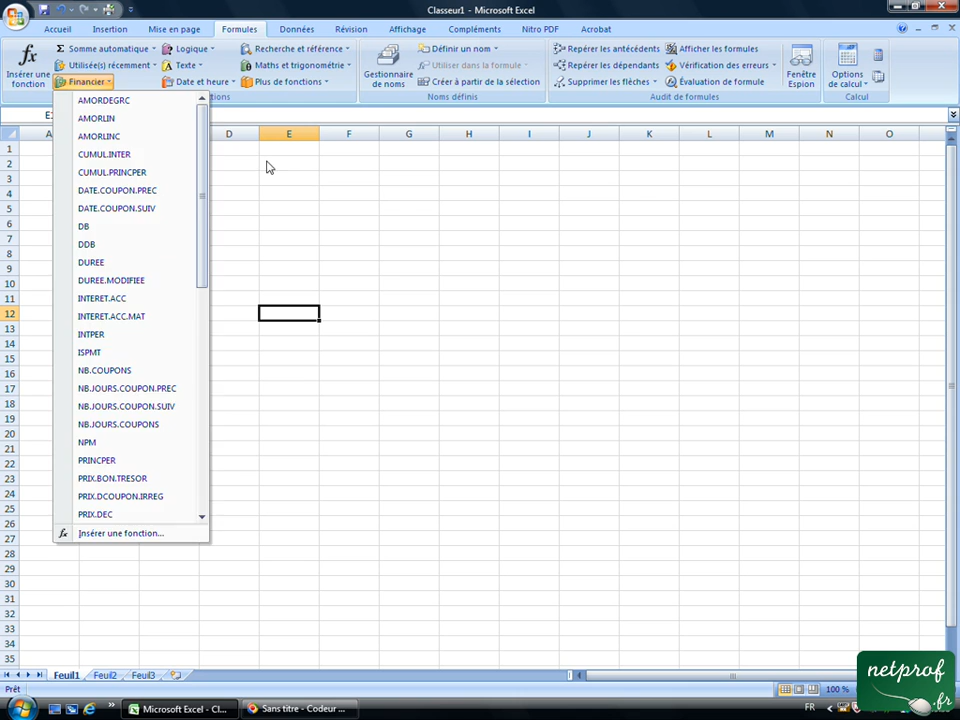 Classeur1 - Microsoft Excel
Accueil Insertion Mise en page Formules Données Révision Affichage Compléments Nitro PDF Acrobat
fx Insérer une fonction
Σ Somme automatique
Utilisée(s) récemment
Financier
Logique
Texte
Date et heure
Recherche et référence
Maths et trigonométrie
Plus de fonctions
Gestionnaire de noms
Définir un nom
Utiliser dans la formule
Créer à partir de la sélection
Noms définis
Repérer les antécédents
Repérer les dépendants
Supprimer les flèches
Afficher les formules
Vérification des erreurs
Évaluation de formule
Audit de formules
Fenêtre Espion
Options de calcul
Calcul
D E F G H I J K L M N O
AMORDEGRC
AMORLIN
AMORLINC
CUMUL.INTER
CUMUL.PRINCPER
DATE.COUPON.PREC
DATE.COUPON.SUIV
DB
DDB
DUREE
DUREE.MODIFIEE
INTERET.ACC
INTERET.ACC.MAT
INTPER
ISPMT
NB.COUPONS
NB.JOURS.COUPON.PREC
NB.JOURS.COUPON.SUIV
NB.JOURS.COUPONS
NPM
PRINCPER
PRIX.BON.TRESOR
PRIX.DCOUPON.IRREG
PRIX.DEC
fx Insérer une fonction...
1
2
3
4
5
6
7
8
9
10
11
12
13
14
15
16
17
18
19
20
21
22
23
24
25
26
27
28
29
30
31
32
33
34
35
Feuil1 Feuil2 Feuil3
Prêt
100 %
netprof
.fr
Microsoft Excel - Cl...
Sans titre - Codeur ...
FR